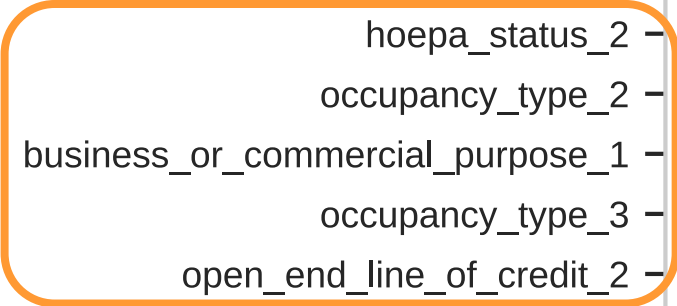 hoepa_status_2
occupancy_type_2
business_or_commercial_purpose_1
occupancy_type_3
open_end_line_of_credit_2